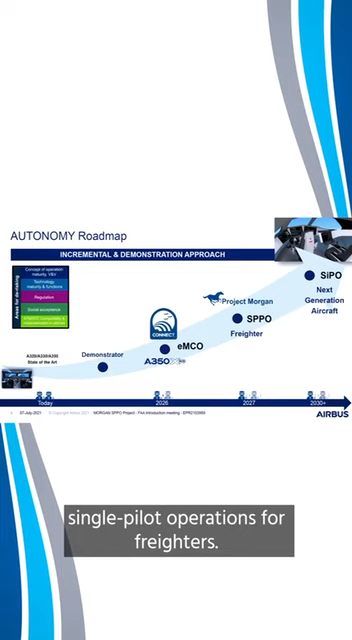 AUTONOMY Roadmap
INCREMENTAL & DEMONSTRATION APPROACH
Areas for de-risking
Concept of operation
maturity, V&V
Technology
maturity & functions
Regulation
Social acceptance
SiPO
Next
Generation
Aircraft
Project Morgan
SPPO
Freighter
CONNECT
eMCO
A350
Demonstrator
A320/A330/A350
State of the Art
Today
2026
2027
2030+
07-July-2021
© Copyright Airbus 2021
MORGAN SPPO Project - FAA introduction meeting -
AIRBUS
single-pilot operations for
freighters.